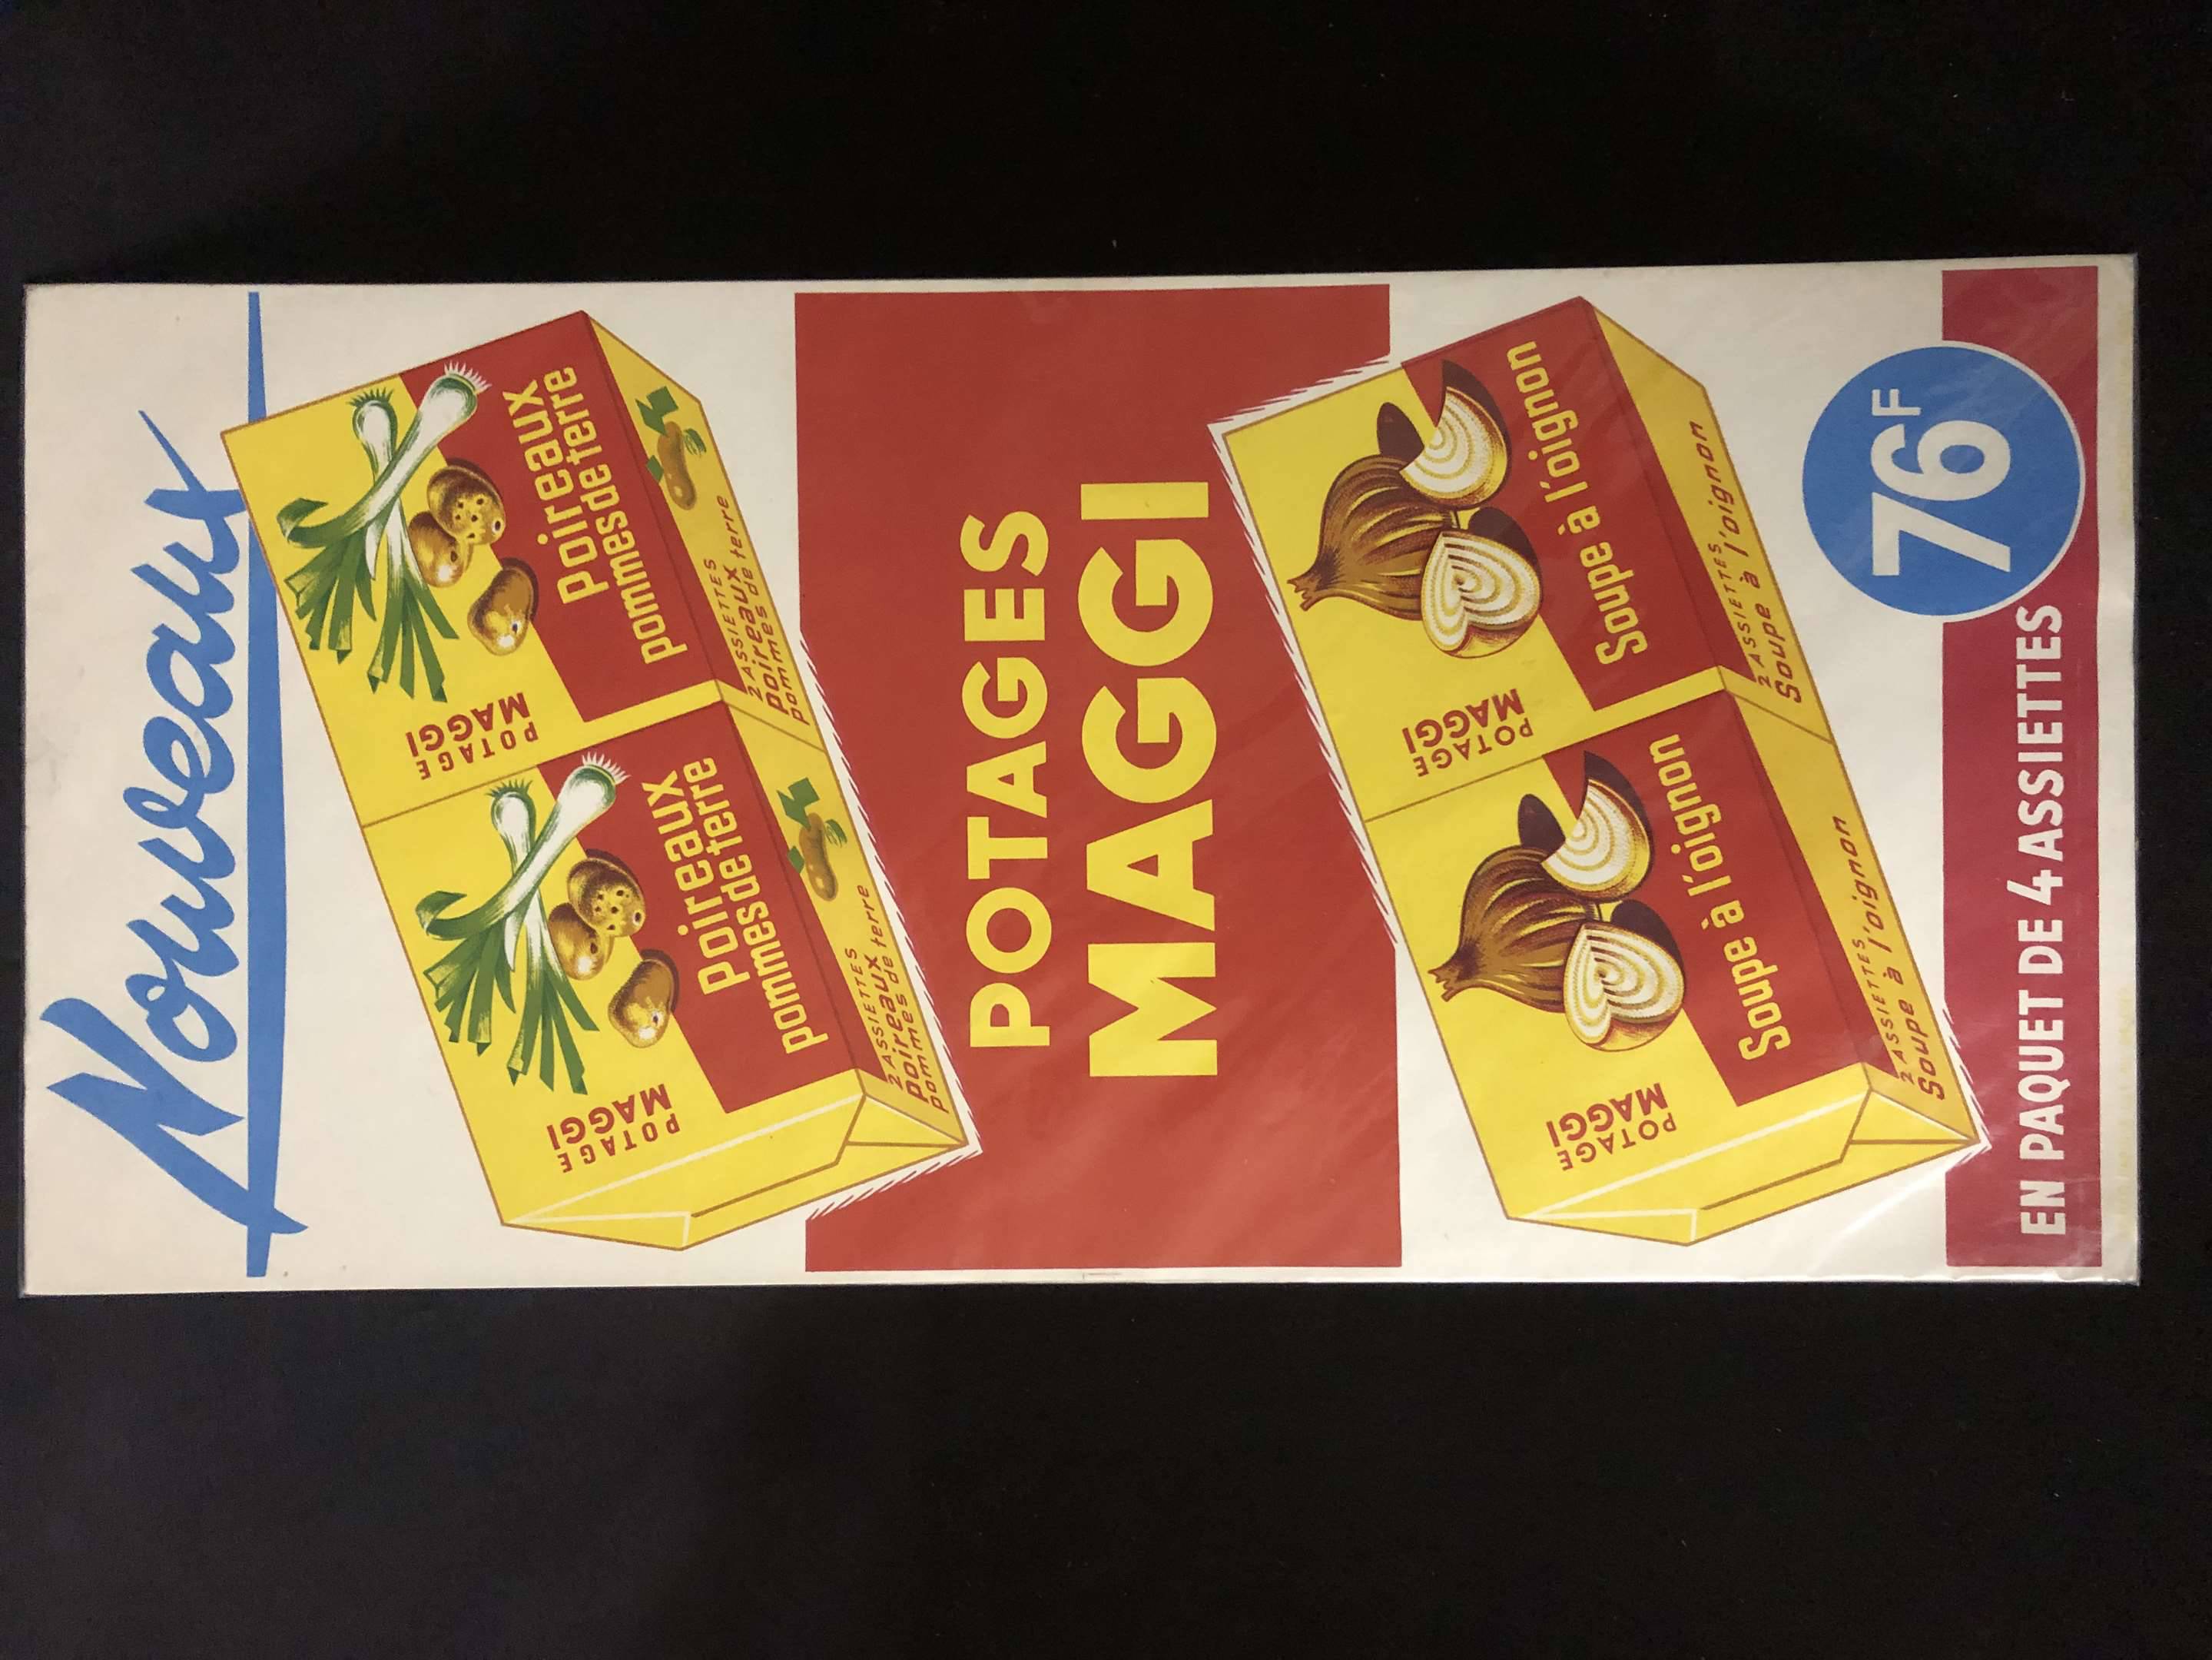 Nouveaux
POTAGE
MAGGI
Poireaux
pommes de terre
2 ASSIETTES
poireaux
pommes de terre
POTAGE
MAGGI
Poireaux
pommes de terre
2 ASSIETTES
poireaux
pommes de terre
POTAGES
MAGGI
POTAGE
MAGGI
Soupe à l'oignon
2 ASSIETTES
Soupe à l'oignon
POTAGE
MAGGI
Soupe à l'oignon
2 ASSIETTES
Soupe à l'oignon
76F
EN PAQUET DE 4 ASSIETTES